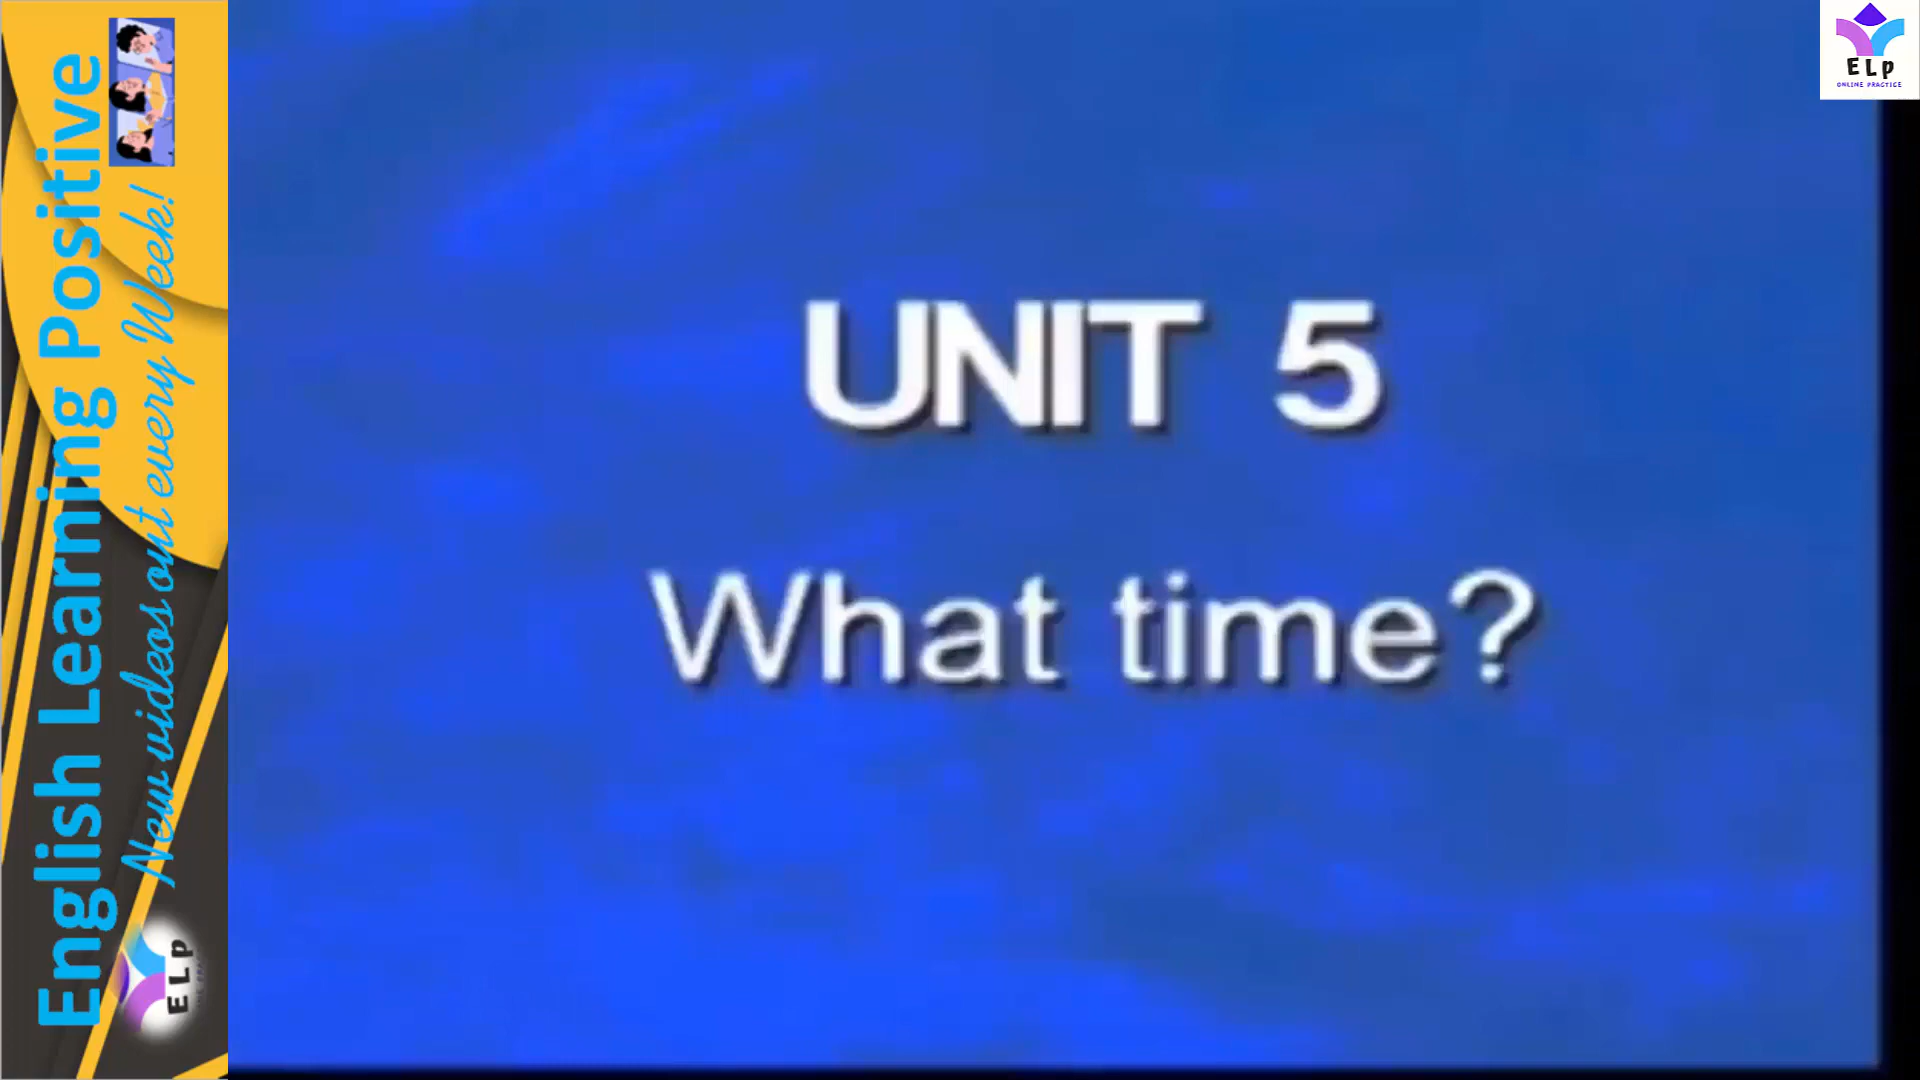 English Learning Positive
New videos out every Week!
ELp
UNIT 5
What time?
ELp
ONLINE PRACTICE